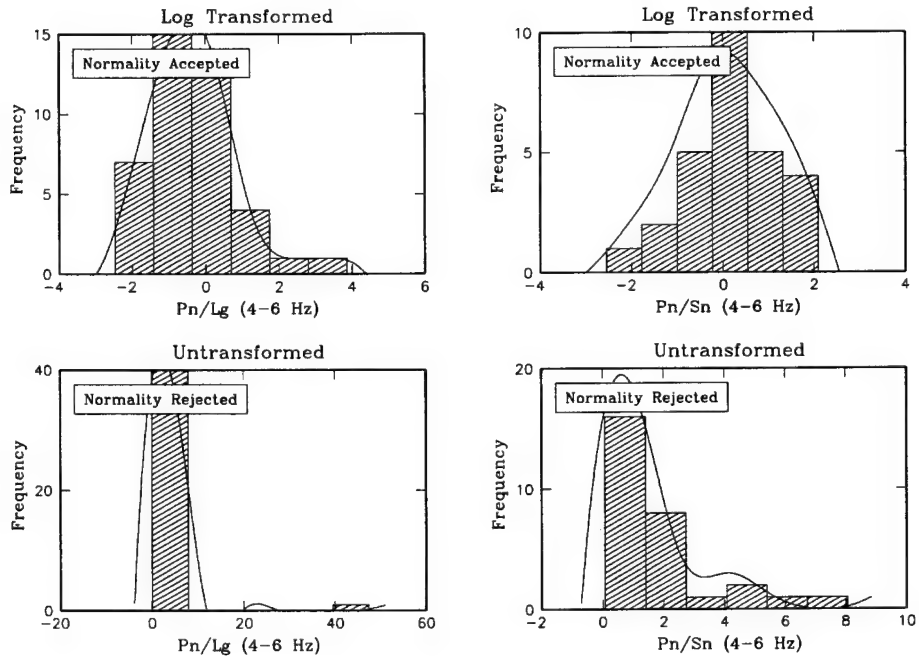 Log Transformed
Normality Accepted
Frequency
15
10
5
0
−4
−2
0
2
4
6
Pn/Lg (4−6 Hz)
Log Transformed
Normality Accepted
Frequency
10
5
0
−4
−2
0
2
4
Pn/Sn (4−6 Hz)
Untransformed
Normality Rejected
Frequency
40
20
0
−20
0
20
40
60
Pn/Lg (4−6 Hz)
Untransformed
Normality Rejected
Frequency
20
10
0
−2
0
2
4
6
8
10
Pn/Sn (4−6 Hz)